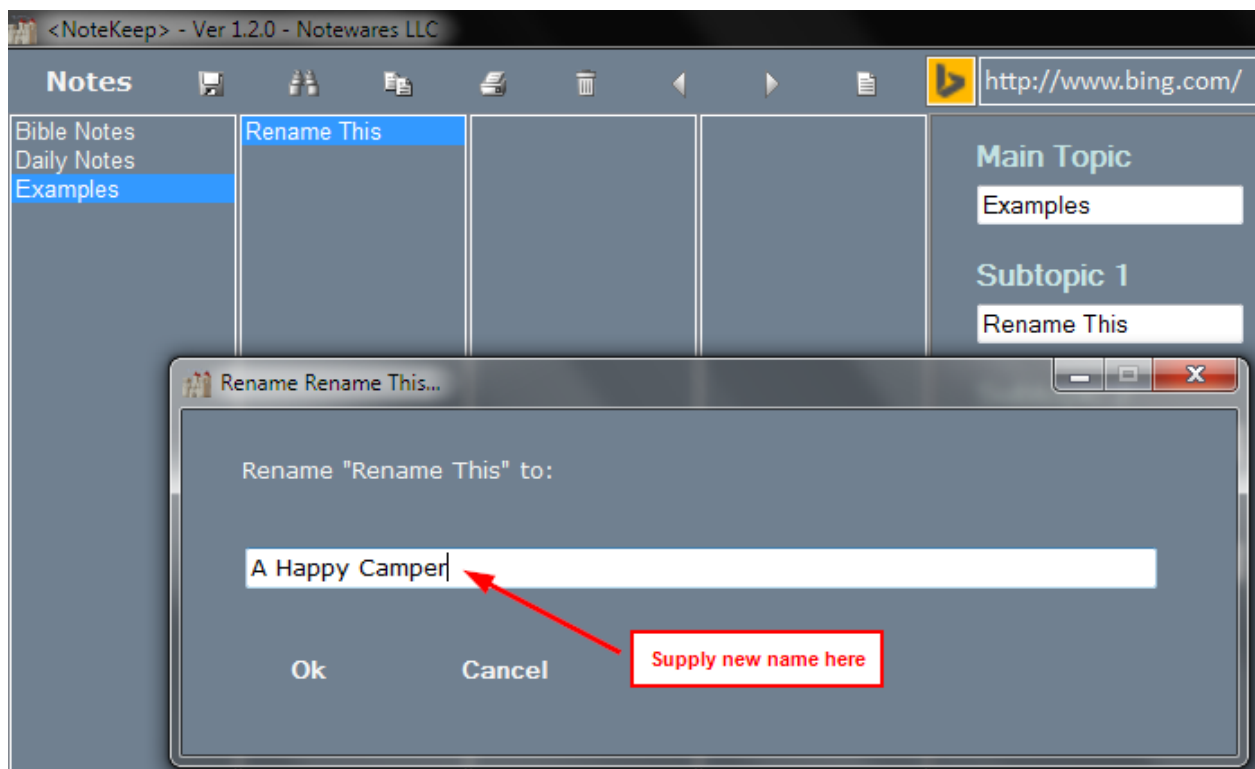 <NoteKeep> - Ver 1.2.0 - Notewares LLC
Notes
http://www.bing.com/
Bible Notes
Daily Notes
Examples
Rename This
Main Topic
Examples
Subtopic 1
Rename This
Rename Rename This...
Rename "Rename This" to:
A Happy Camper
Supply new name here
Ok Cancel